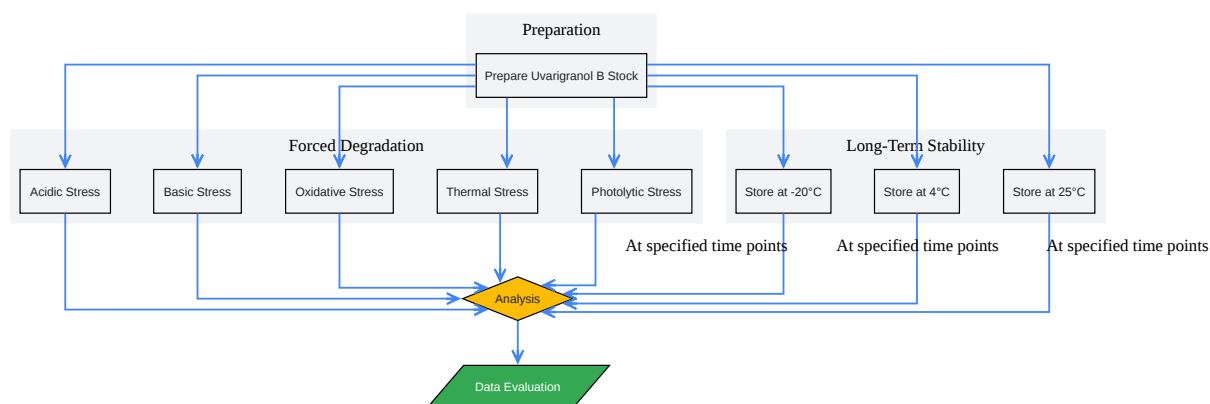 Preparation
Prepare Uvarigranol B Stock
Forced Degradation
Long-Term Stability
Acidic Stress
Basic Stress
Oxidative Stress
Thermal Stress
Photolytic Stress
Store at -20°C
Store at 4°C
Store at 25°C
At specified time points
At specified time points
At specified time points
Analysis
Data Evaluation